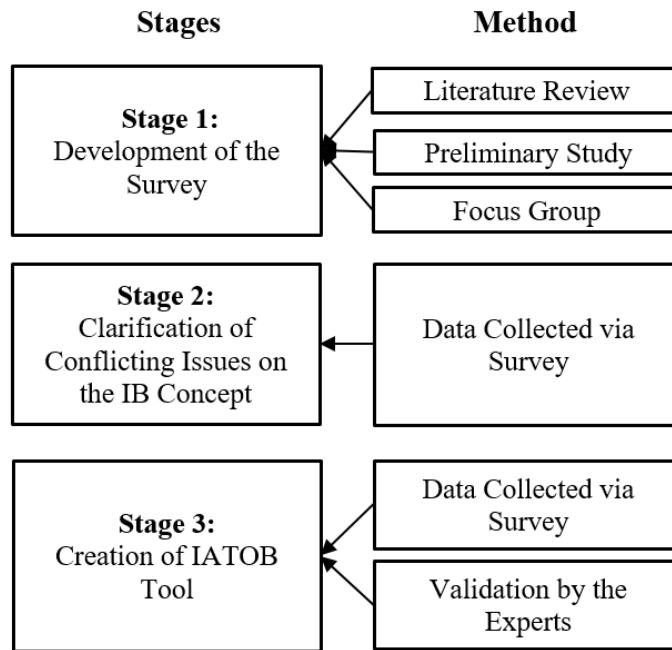 Stages
Method
Stage 1:
Development of the
Survey
Literature Review
Preliminary Study
Focus Group
Stage 2:
Clarification of
Conflicting Issues on
the IB Concept
Data Collected via
Survey
Stage 3:
Creation of IATOB
Tool
Data Collected via
Survey
Validation by the
Experts